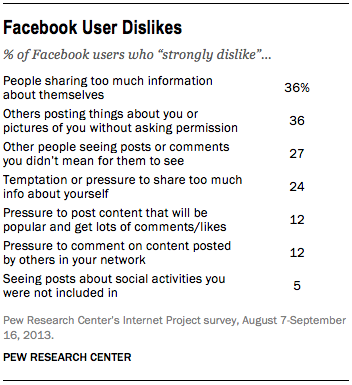 Facebook User Dislikes
% of Facebook users who “strongly dislike”...
People sharing too much information
about themselves 36%
Others posting things about you or
pictures of you without asking permission 36
Other people seeing posts or comments
you didn't mean for them to see 27
Temptation or pressure to share too much
info about yourself 24
Pressure to post content that will be
popular and get lots of comments/likes 12
Pressure to comment on content posted
by others in your network 12
Seeing posts about social activities you
were not included in 5
Pew Research Center's Internet Project survey, August 7-September
16, 2013.
PEW RESEARCH CENTER